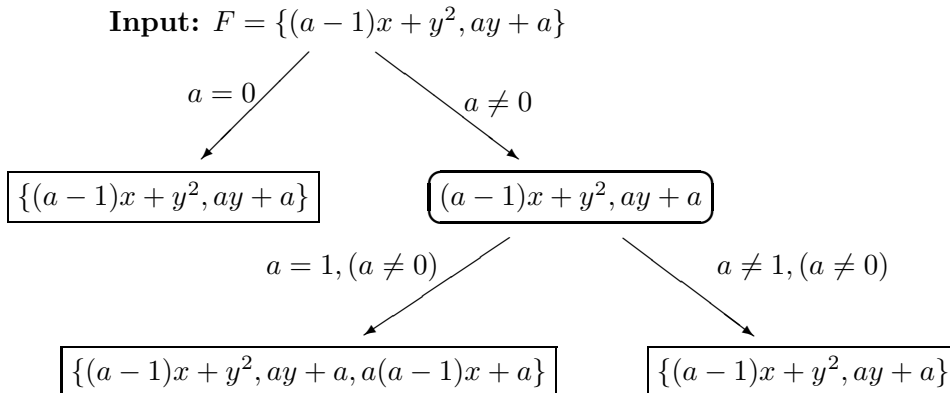 Input: F = {(a − 1)x + y², ay + a}
a = 0
a ≠ 0
{(a − 1)x + y², ay + a}
(a − 1)x + y², ay + a
a = 1, (a ≠ 0)
a ≠ 1, (a ≠ 0)
{(a − 1)x + y², ay + a, a(a − 1)x + a}
{(a − 1)x + y², ay + a}